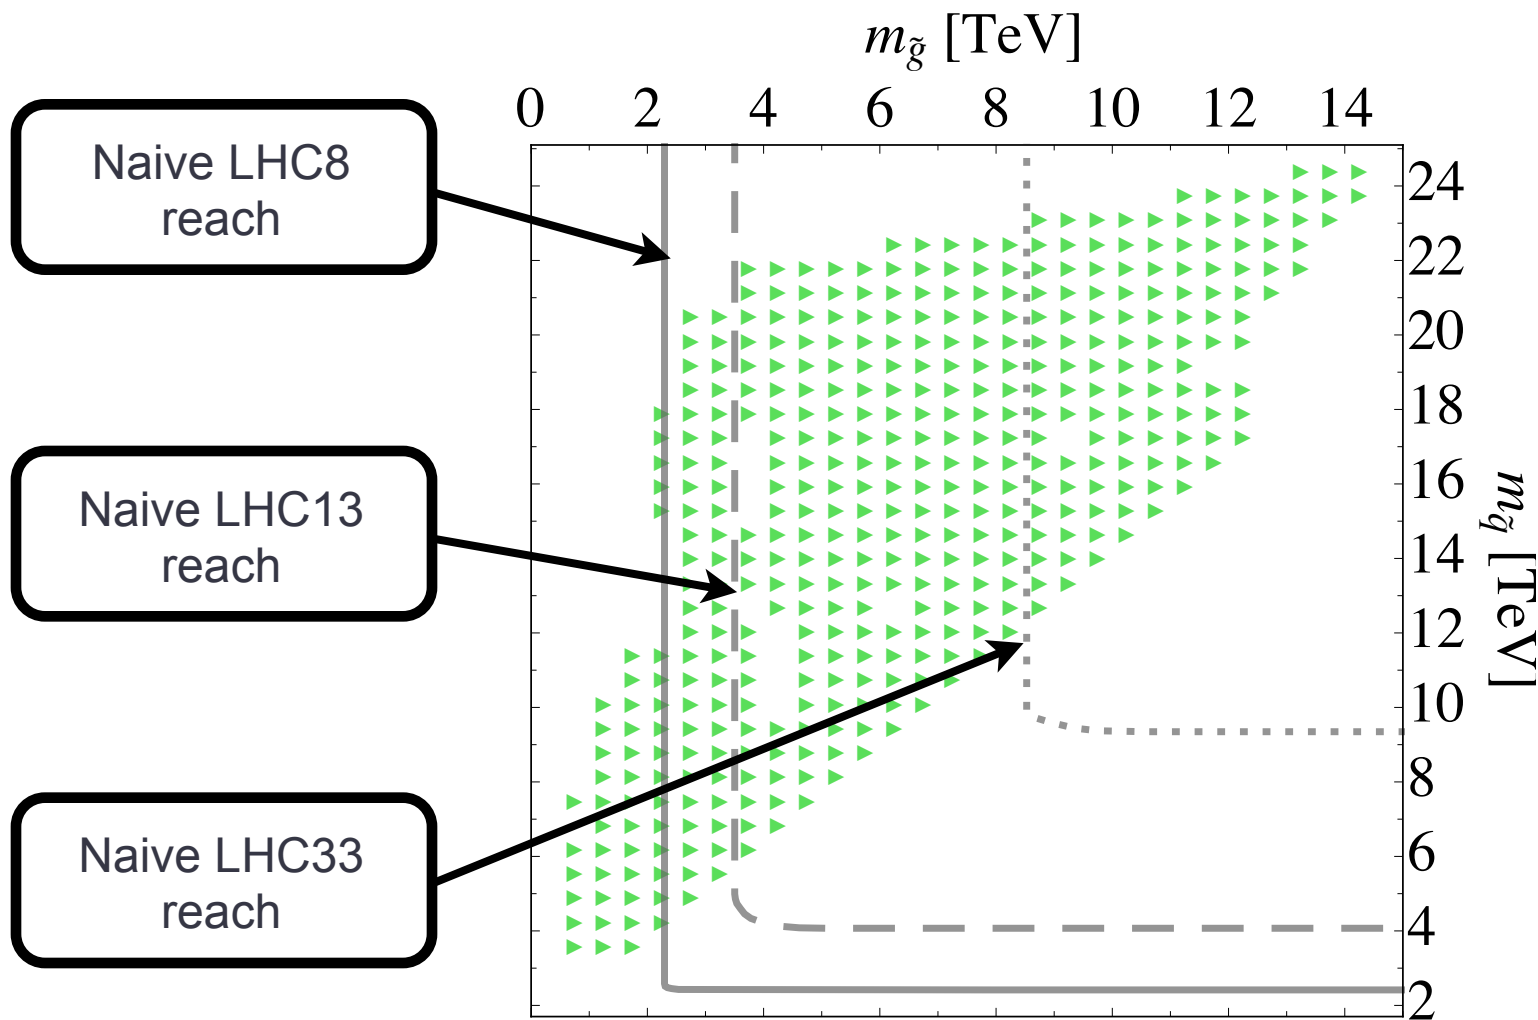 m_g̃ [TeV]
0 2 4 6 8 10 12 14
Naive LHC8
reach
Naive LHC13
reach
Naive LHC33
reach
24
22
20
18
16
14
12
10
8
6
4
2
m_q̃ [TeV]